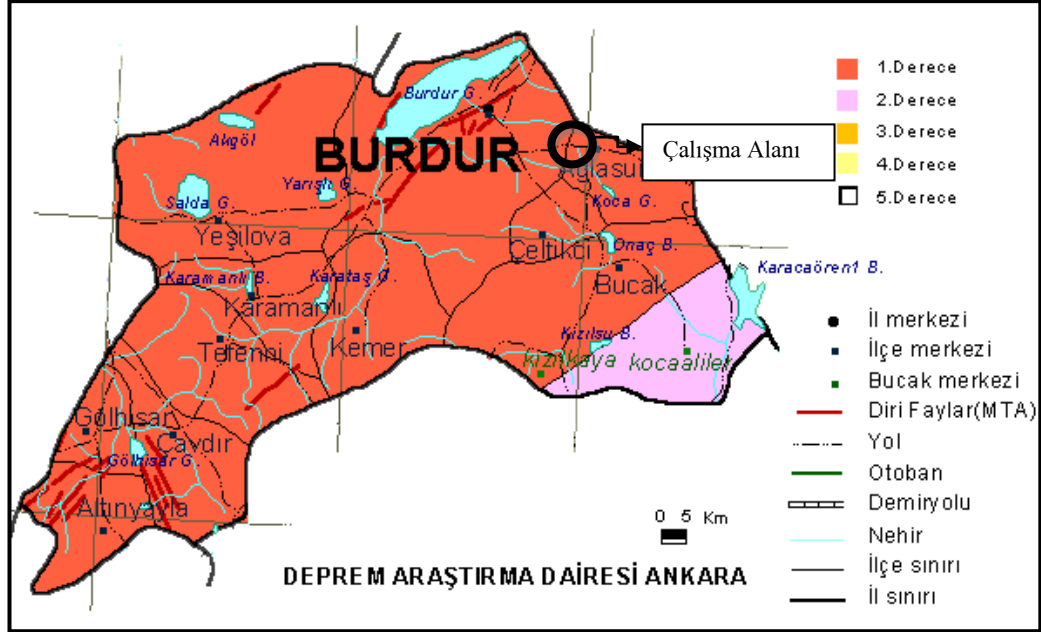 Burdur G.
1.Derece
2.Derece
3.Derece
4.Derece
5.Derece
Akgöl
BURDUR
Çalışma Alanı
Ağlasun
Yarışlı G.
Salda G.
Koca G.
Yeşilova
Çeltikçi
Onaç B.
Karacaören1 B.
Karamanlı B.
Karataş G.
Bucak
Karamanlı
Kızılsu B.
Tefenni
Kemer
kızılkaya
kocaaliler
Gölhisar
Çavdır
Gölhisar G.
Altınyayla
İl merkezi
İlçe merkezi
Bucak merkezi
Diri Faylar(MTA)
Yol
Otoban
Demiryolu
Nehir
İlçe sınırı
İl sınırı
0 5 Km
DEPREM ARAŞTIRMA DAİRESİ ANKARA